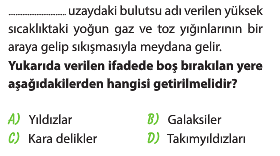 ........................... uzaydaki bulutsu adı verilen yüksek
sıcaklıktaki yoğun gaz ve toz yığınlarının bir
araya gelip sıkışmasıyla meydana gelir.
Yukarıda verilen ifadede boş bırakılan yere
aşağıdakilerden hangisi getirilmelidir?
A) Yıldızlar B) Galaksiler
C) Kara delikler D) Takımyıldızları